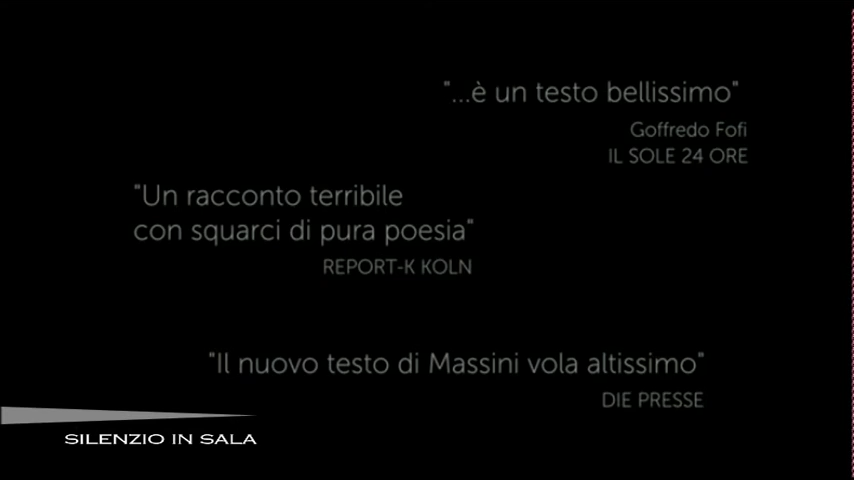 "...è un testo bellissimo"
Goffredo Fofi
IL SOLE 24 ORE
"Un racconto terribile
con squarci di pura poesia"
REPORT-K KOLN
"Il nuovo testo di Massini vola altissimo"
DIE PRESSE
SILENZIO IN SALA